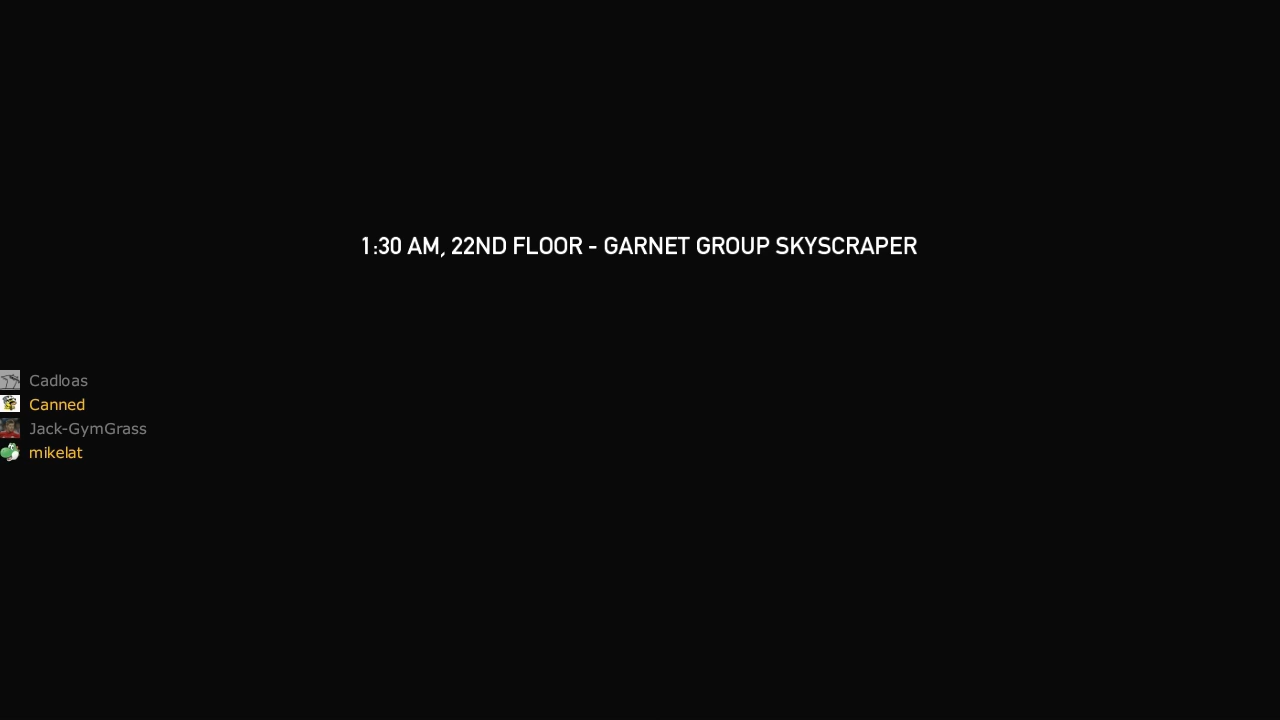 1:30 AM, 22ND FLOOR - GARNET GROUP SKYSCRAPER
Cadloas
Canned
Jack-GymGrass
mikelat